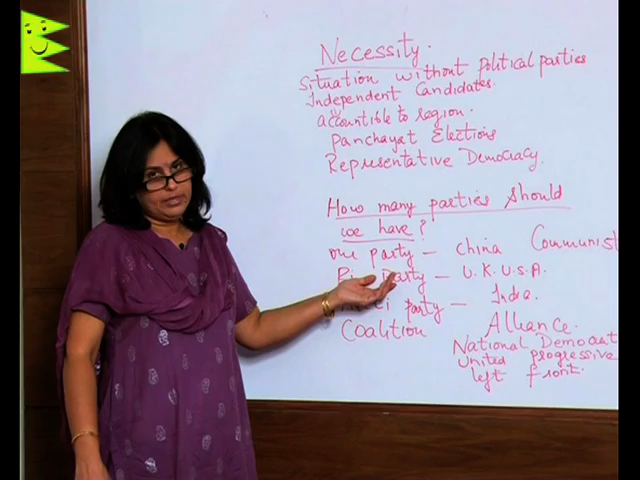 Necessity.
Situation without political parties
Independent Candidates.
accountible to region.
Panchayat Elections
Representative Democracy.
How many parties should
we have?
one party – China Communist
Party – U.K. U.S.A.
party – India.
Coalition Alliance.
National Democrat
United progressive
left front.